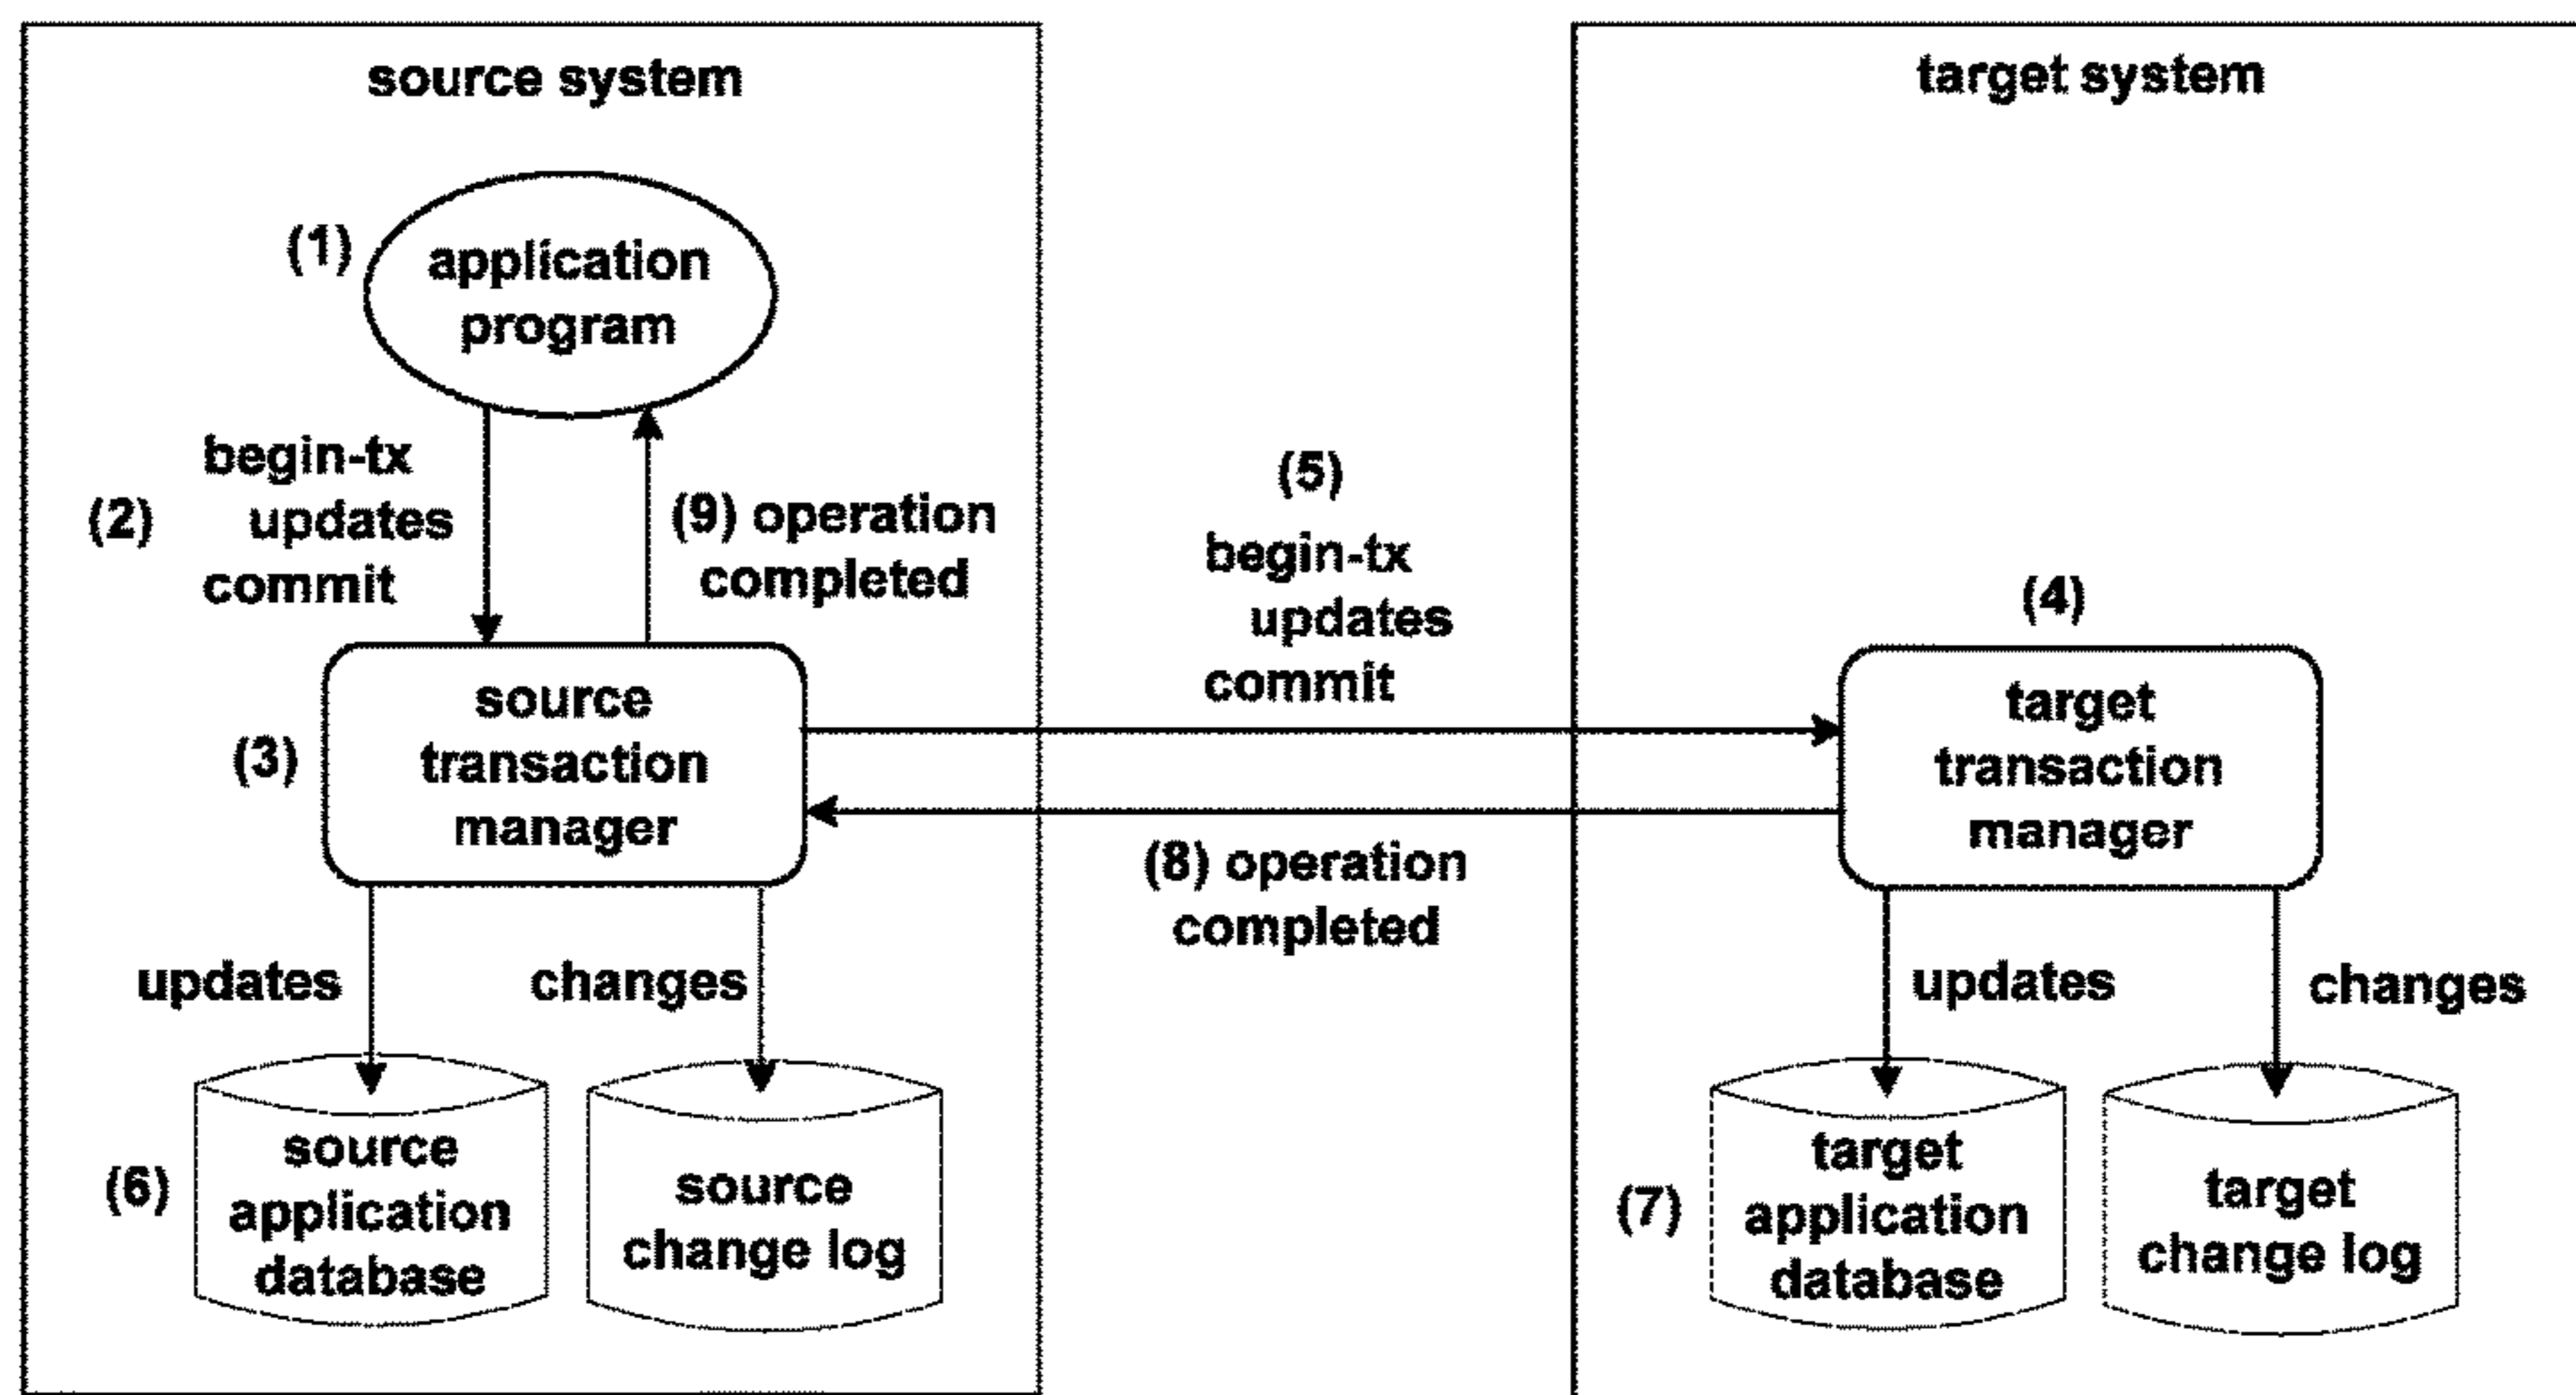 source system
(1)
application
program
(2)
begin-tx
updates
commit
(9) operation
completed
(3)
source
transaction
manager
updates
changes
(6)
source
application
database
source
change log
(5)
begin-tx
updates
commit
(8) operation
completed
target system
(4)
target
transaction
manager
updates
changes
(7)
target
application
database
target
change log